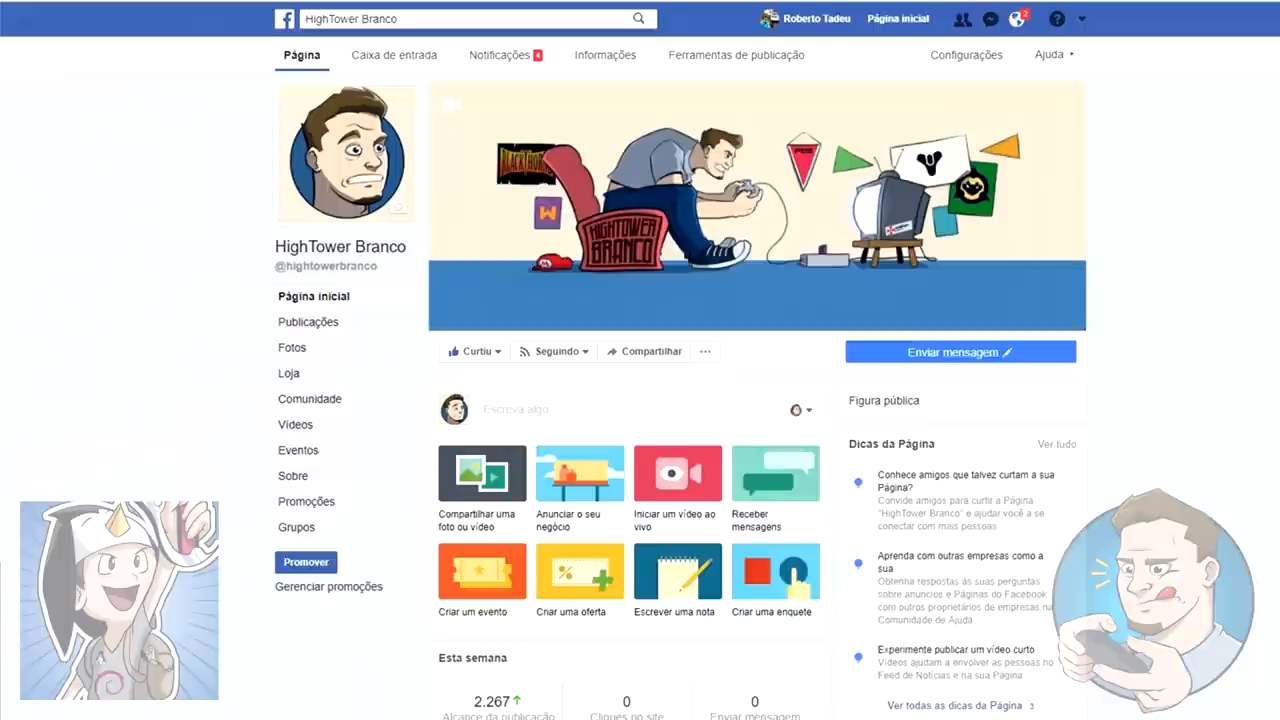 HighTower Branco
Roberto Tadeu
Página inicial
2
Página
Caixa de entrada
Notificações 4
Informações
Ferramentas de publicação
Configurações
Ajuda
HIGHTOWER
BRANCO
HighTower Branco
@hightowerbranco
Página inicial
Publicações
Fotos
Loja
Comunidade
Vídeos
Eventos
Sobre
Promoções
Grupos
Promover
Gerenciar promoções
Curtiu
Seguindo
Compartilhar
Enviar mensagem
Escreva algo
Compartilhar uma
foto ou vídeo
Anunciar o seu
negócio
Iniciar um vídeo ao
vivo
Receber
mensagens
Criar um evento
Criar uma oferta
Escrever uma nota
Criar uma enquete
Esta semana
2.267
Alcance da publicação
0
Cliques no site
0
Enviar mensagem
Figura pública
Dicas da Página
Ver tudo
Conhece amigos que talvez curtam a sua
Página?
Convide amigos para curtir a Página
"HighTower Branco" e ajudar você a se
conectar com mais pessoas
Aprenda com outras empresas como a
sua
Obtenha respostas às suas perguntas
sobre anúncios e Páginas do Facebook
com outros proprietários de empresas na
Comunidade de Ajuda
Experimente publicar um vídeo curto
Vídeos ajudam a envolver as pessoas no
Feed de Notícias e na sua Página
Ver todas as dicas da Página